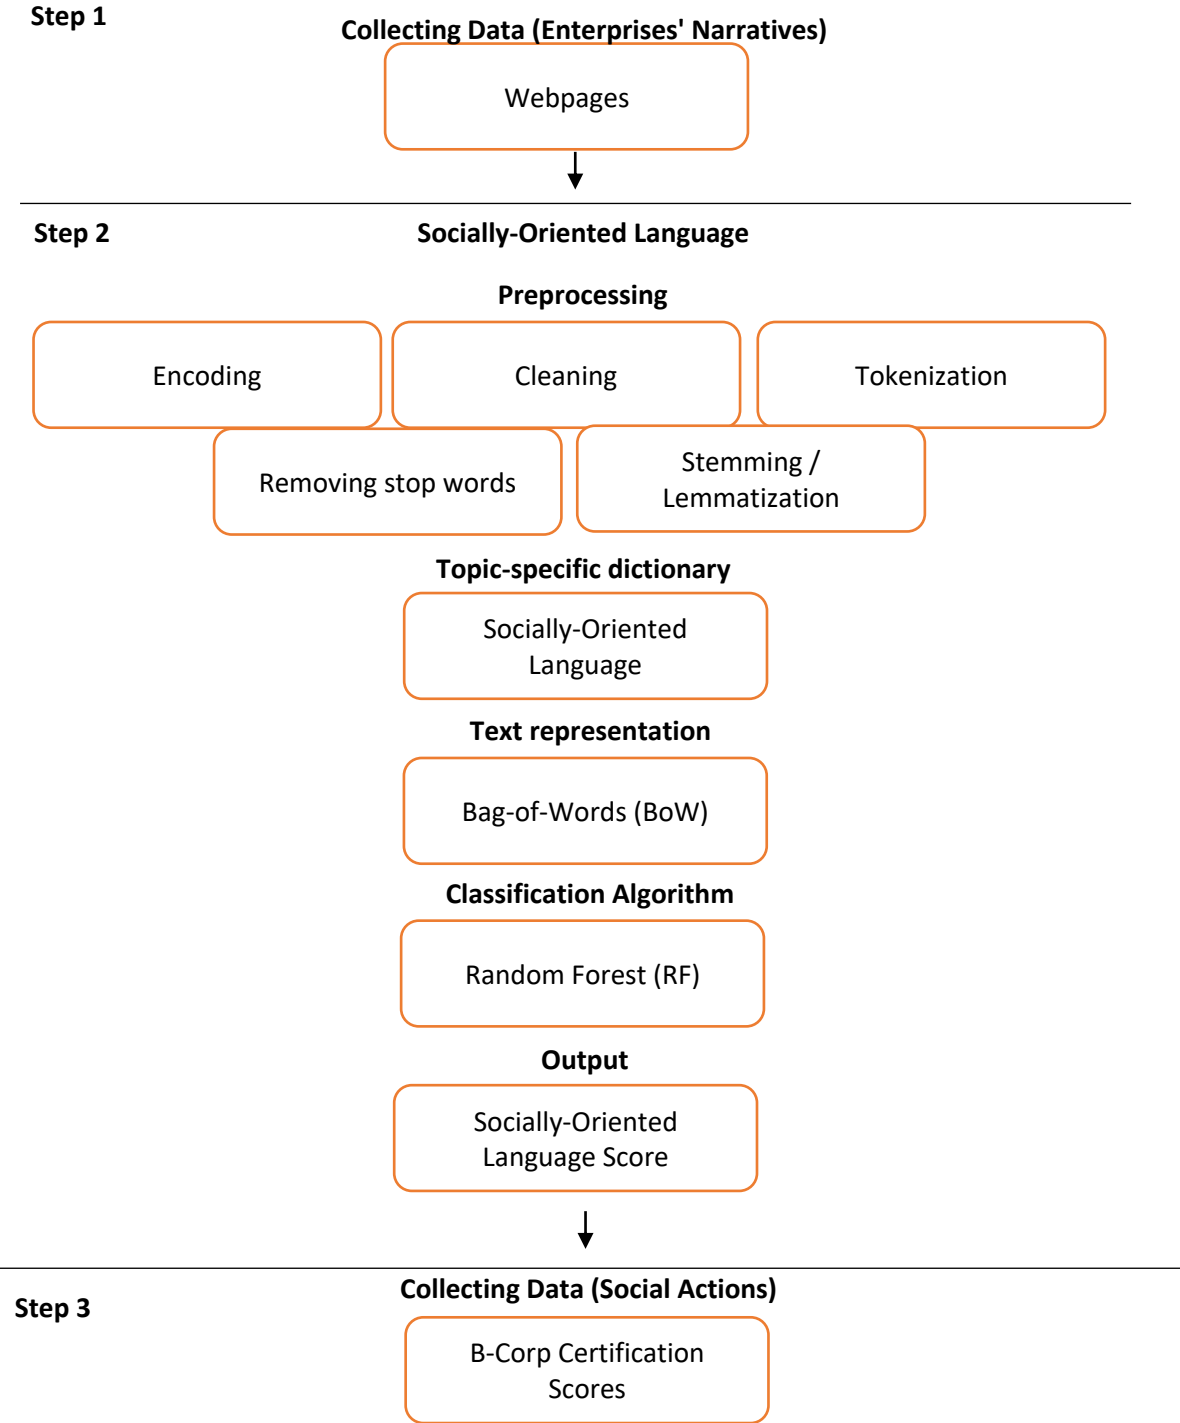 Step 1
Collecting Data (Enterprises' Narratives)
Webpages
Step 2
Socially-Oriented Language
Preprocessing
Encoding
Cleaning
Tokenization
Removing stop words
Stemming /
Lemmatization
Topic-specific dictionary
Socially-Oriented
Language
Text representation
Bag-of-Words (BoW)
Classification Algorithm
Random Forest (RF)
Output
Socially-Oriented
Language Score
Step 3
Collecting Data (Social Actions)
B-Corp Certification
Scores